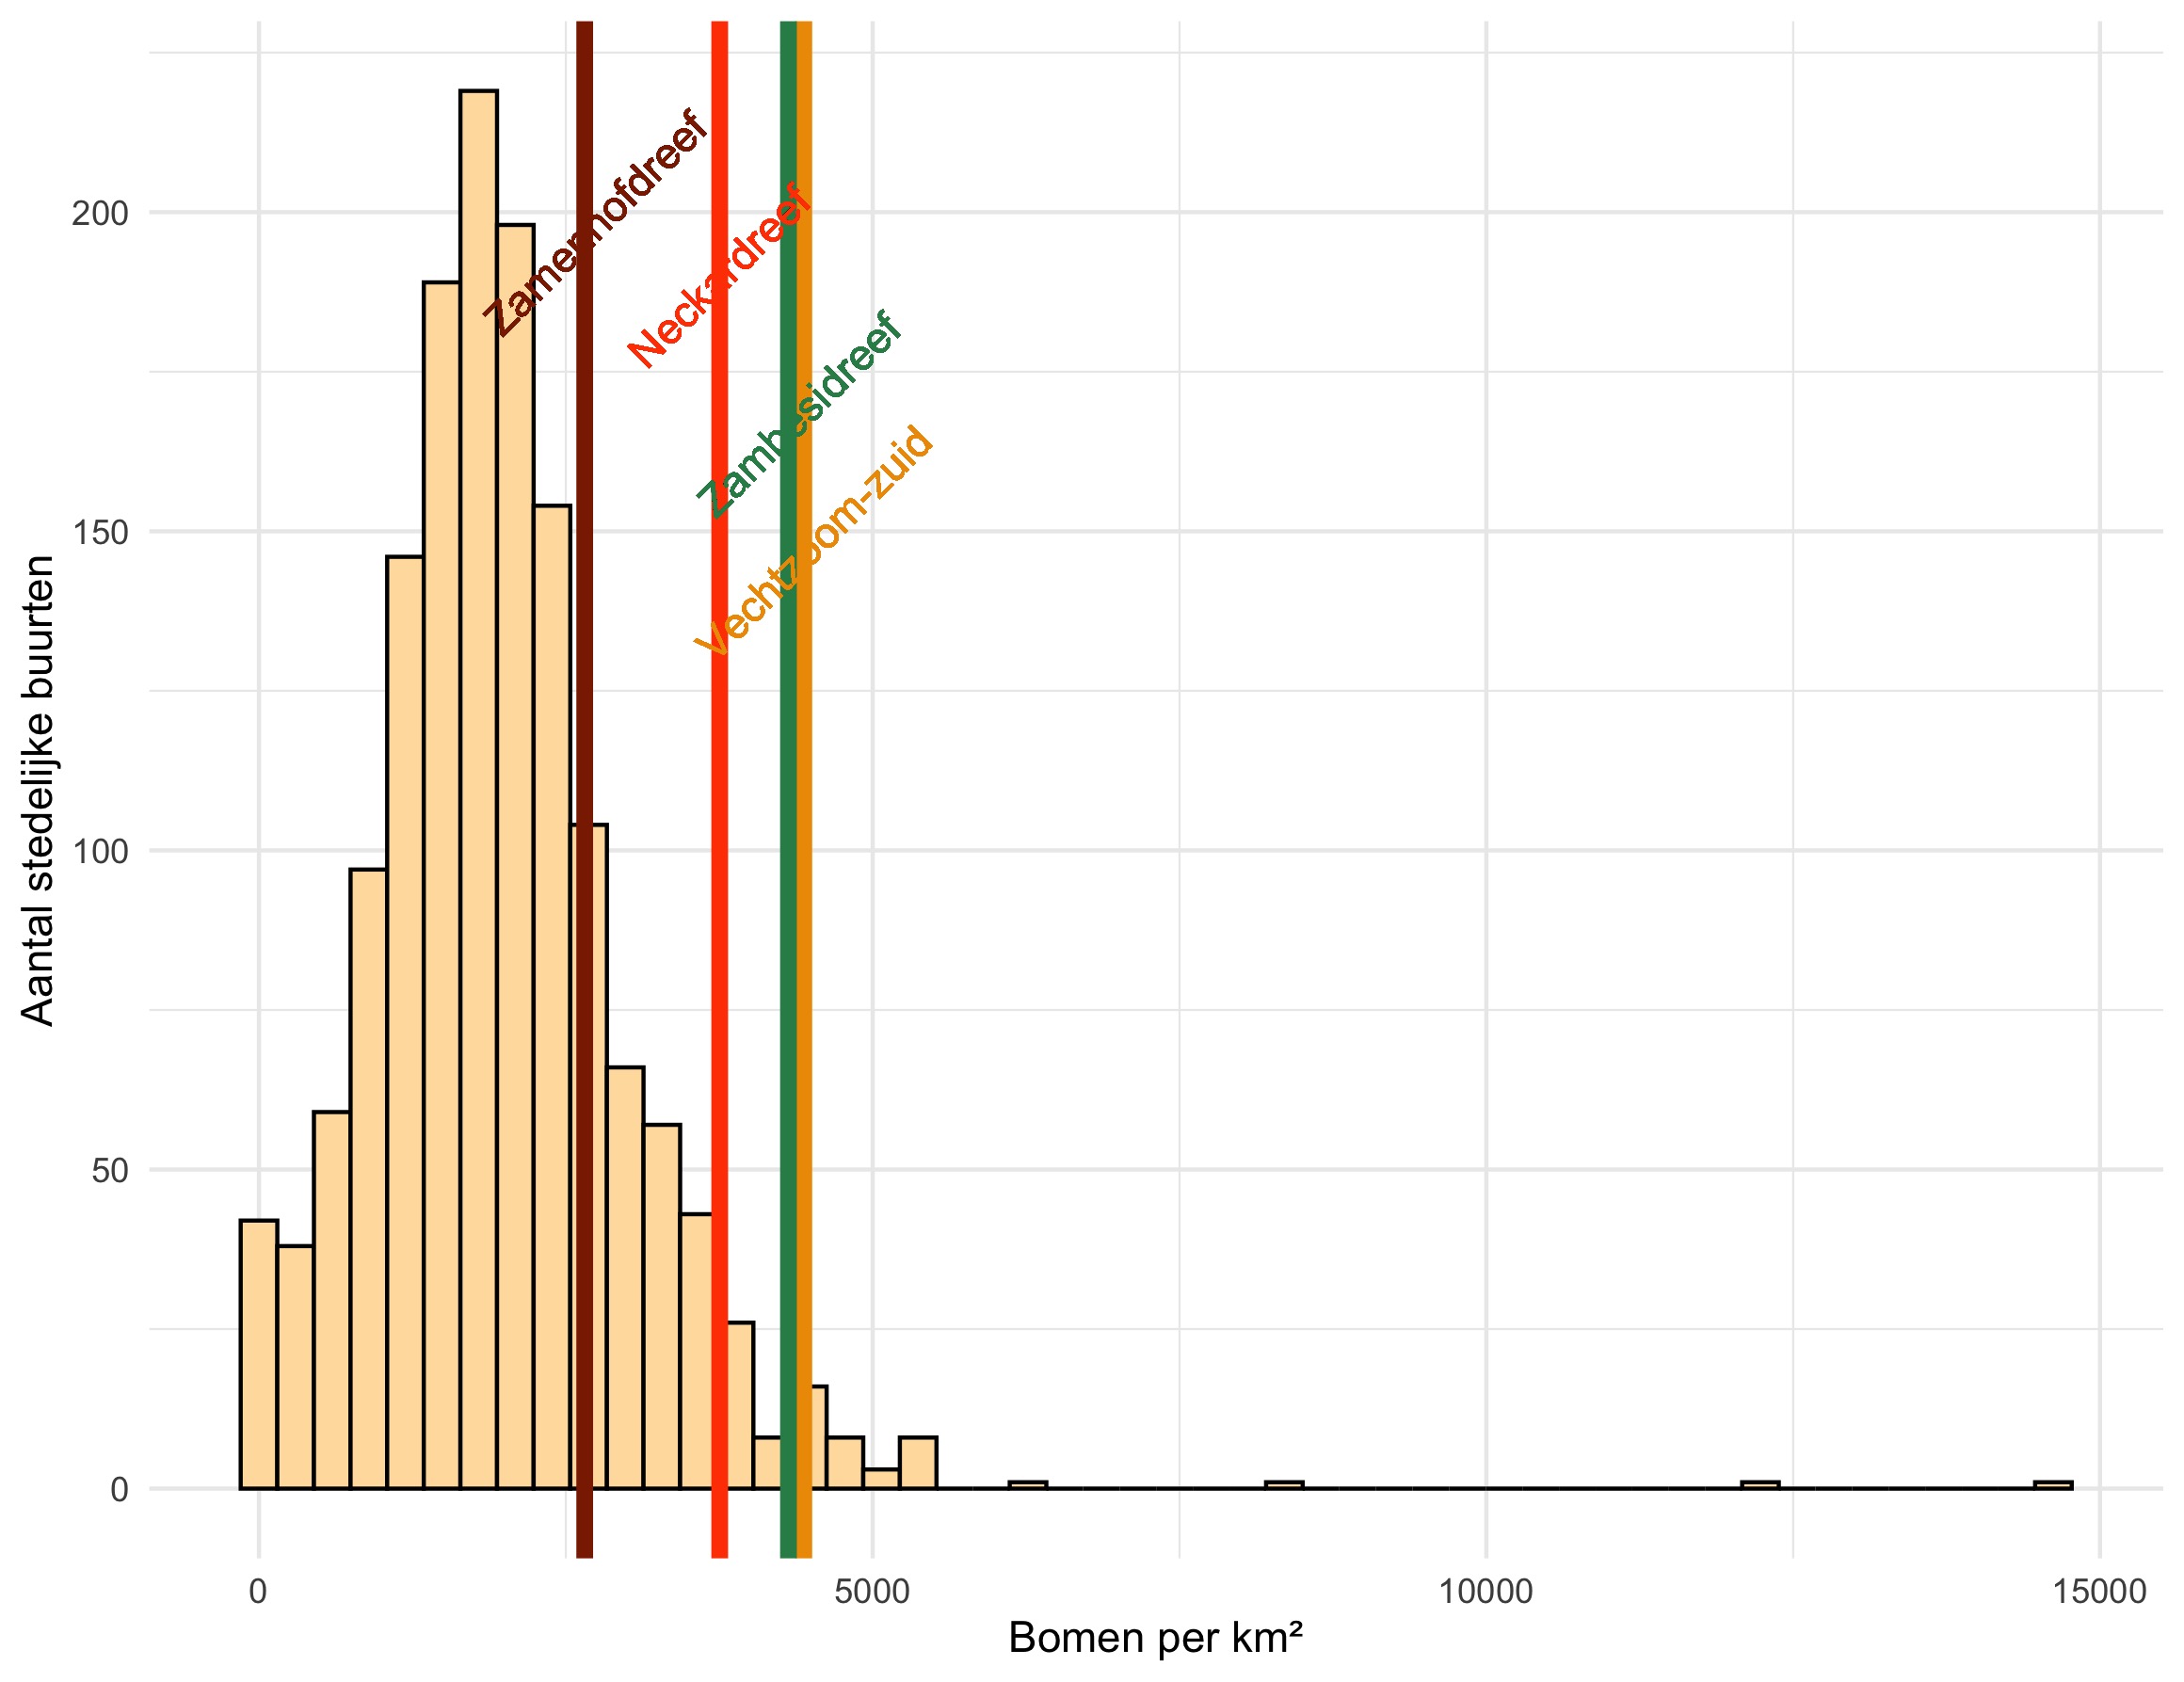 Aantal stedelijke buurten
200
150
100
50
0
Zamenhofdreef
Neckardreef
Zambesidreef
Vechtzoom-zuid
0
5000
10000
15000
Bomen per km²